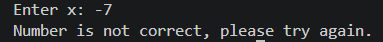 Enter x: -7
Number is not correct, please try again.